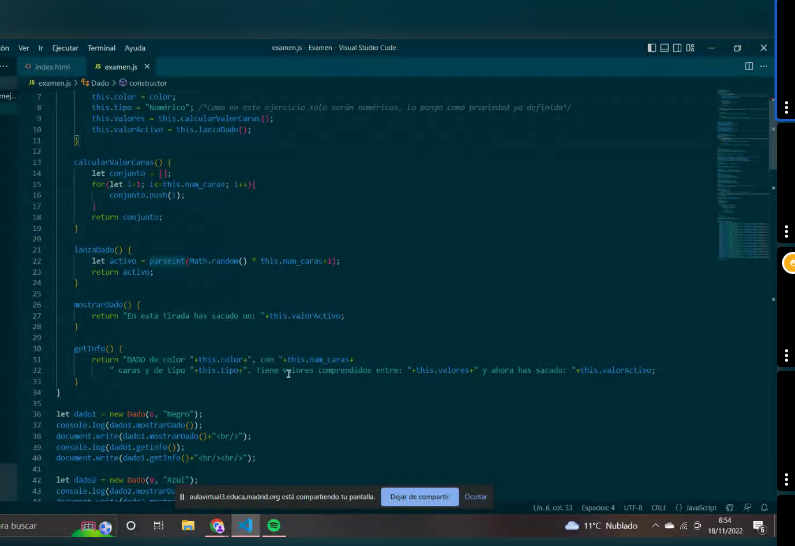 ón Ver Ir Ejecutar Terminal Ayuda examen.js - Examen - Visual Studio Code
index.html JS examen.js
JS examen.js > Dado > constructor
mej...
7 this.color = color;
8 this.tipo = "Numérico"; /*Como en este ejercicio solo serán numéricos, lo pongo como propiedad ya definida*/
9 this.valores = this.calcularValorCaras();
10 this.valorActivo = this.lanzaDado();
11 }
12
13 calcularValorCaras() {
14 let conjunto = [];
15 for(let i=1; i<=this.num_caras; i++){
16 conjunto.push(i);
17 }
18 return conjunto;
19 }
20
21 lanzaDado() {
22 let activo = parseInt(Math.random() * this.num_caras+1);
23 return activo;
24 }
25
26 mostrarDado() {
27 return "En esta tirada has sacado un: "+this.valorActivo;
28 }
29
30 getInfo() {
31 return "DADO de color "+this.color+", con "+this.num_caras+
32 " caras y de tipo "+this.tipo+". Tiene valores comprendidos entre: "+this.valores+" y ahora has sacado: "+this.valorActivo;
33 }
34 }
35
36 let dado1 = new Dado(6, "Negro");
37 console.log(dado1.mostrarDado());
38 document.write(dado1.mostrarDado()+"<br/>");
39 console.log(dado1.getInfo());
40 document.write(dado1.getInfo()+"<br/><br/>");
41
42 let dado2 = new Dado(8, "Azul");
43 console.log(dado2.mostrarDa
aulavirtual3.educa.madrid.org está compartiendo tu pantalla. Dejar de compartir Ocultar
Lín. 6, col. 33 Espacios: 4 UTF-8 CRLF {} JavaScript
ara buscar 11°C Nublado 8:54
18/11/2022 6